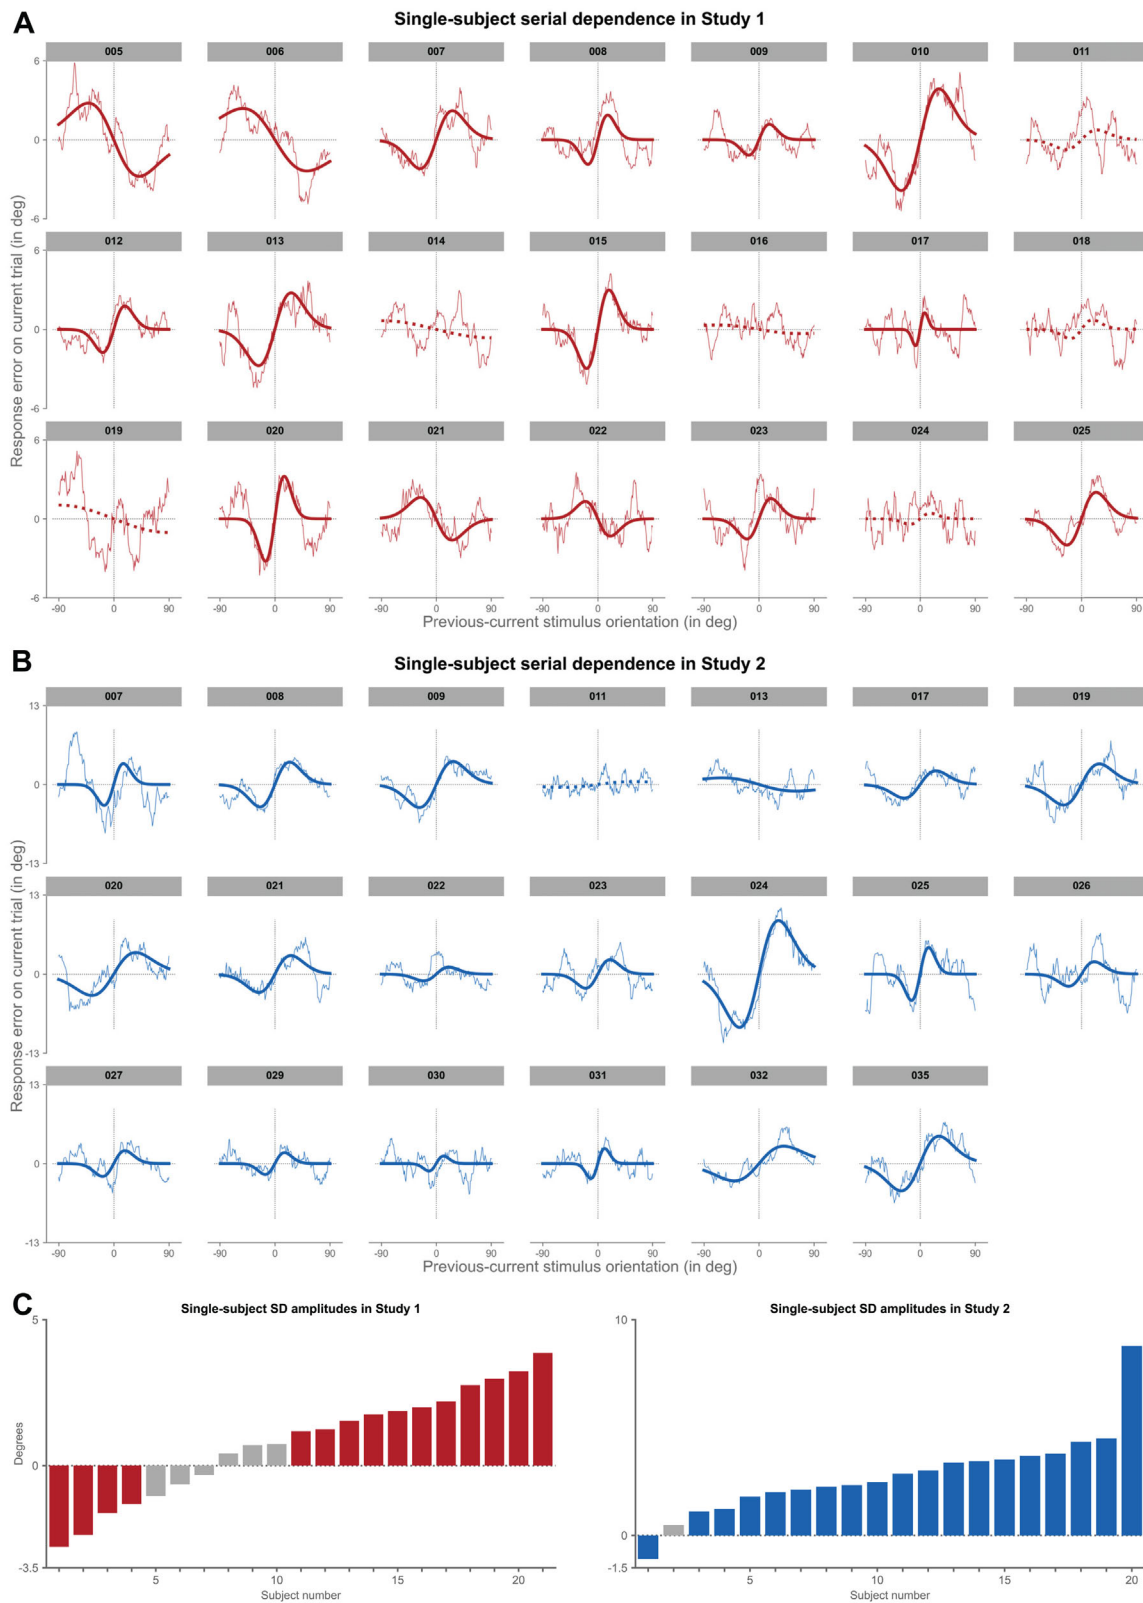 A
Single-subject serial dependence in Study 1
005 006 007 008 009 010 011
6
0
-6
012 013 014 015 016 017 018
6
0
-6
019 020 021 022 023 024 025
6
0
-6
Response error on current trial (in deg)
-90 0 90 -90 0 90 -90 0 90 -90 0 90 -90 0 90 -90 0 90 -90 0 90
Previous-current stimulus orientation (in deg)
B
Single-subject serial dependence in Study 2
007 008 009 011 013 017 019
13
0
-13
020 021 022 023 024 025 026
13
0
-13
027 029 030 031 032 035
13
0
-13
Response error on current trial (in deg)
-90 0 90 -90 0 90 -90 0 90 -90 0 90 -90 0 90 -90 0 90
Previous-current stimulus orientation (in deg)
C
Single-subject SD amplitudes in Study 1
5
0
-3.5
Degrees
5 10 15 20
Subject number
Single-subject SD amplitudes in Study 2
10
0
-1.5
5 10 15 20
Subject number